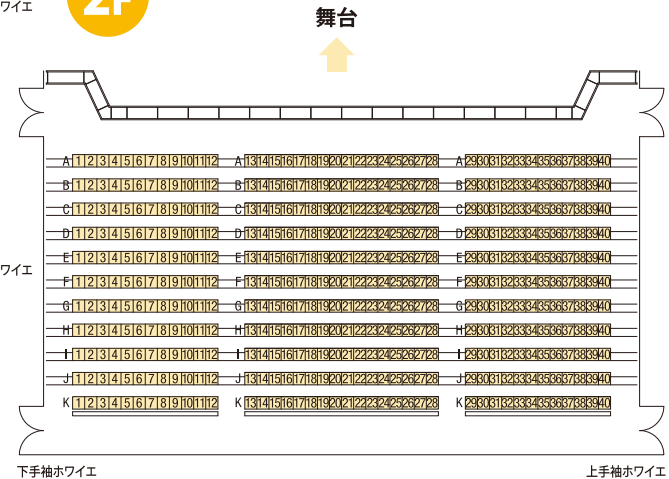 ワイエ
2F
舞台
A 1 2 3 4 5 6 7 8 9 10 11 12 A 13 14 15 16 17 18 19 20 21 22 23 24 25 26 27 28 A 29 30 31 32 33 34 35 36 37 38 39 40
B 1 2 3 4 5 6 7 8 9 10 11 12 B 13 14 15 16 17 18 19 20 21 22 23 24 25 26 27 28 B 29 30 31 32 33 34 35 36 37 38 39 40
C 1 2 3 4 5 6 7 8 9 10 11 12 C 13 14 15 16 17 18 19 20 21 22 23 24 25 26 27 28 C 29 30 31 32 33 34 35 36 37 38 39 40
D 1 2 3 4 5 6 7 8 9 10 11 12 D 13 14 15 16 17 18 19 20 21 22 23 24 25 26 27 28 D 29 30 31 32 33 34 35 36 37 38 39 40
E 1 2 3 4 5 6 7 8 9 10 11 12 E 13 14 15 16 17 18 19 20 21 22 23 24 25 26 27 28 E 29 30 31 32 33 34 35 36 37 38 39 40
ワイエ
F 1 2 3 4 5 6 7 8 9 10 11 12 F 13 14 15 16 17 18 19 20 21 22 23 24 25 26 27 28 F 29 30 31 32 33 34 35 36 37 38 39 40
G 1 2 3 4 5 6 7 8 9 10 11 12 G 13 14 15 16 17 18 19 20 21 22 23 24 25 26 27 28 G 29 30 31 32 33 34 35 36 37 38 39 40
H 1 2 3 4 5 6 7 8 9 10 11 12 H 13 14 15 16 17 18 19 20 21 22 23 24 25 26 27 28 H 29 30 31 32 33 34 35 36 37 38 39 40
I 1 2 3 4 5 6 7 8 9 10 11 12 I 13 14 15 16 17 18 19 20 21 22 23 24 25 26 27 28 I 29 30 31 32 33 34 35 36 37 38 39 40
J 1 2 3 4 5 6 7 8 9 10 11 12 J 13 14 15 16 17 18 19 20 21 22 23 24 25 26 27 28 J 29 30 31 32 33 34 35 36 37 38 39 40
K 1 2 3 4 5 6 7 8 9 10 11 12 K 13 14 15 16 17 18 19 20 21 22 23 24 25 26 27 28 K 29 30 31 32 33 34 35 36 37 38 39 40
下手袖ホワイエ 上手袖ホワイエ